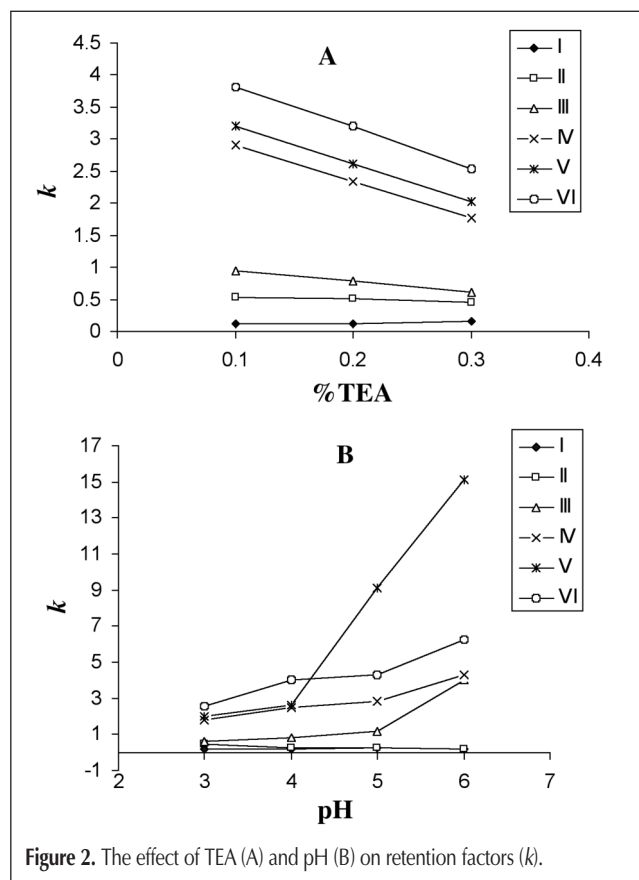 A
4.5
4
3.5
3
2.5
2
1.5
1
0.5
0
k
0 0.1 0.2 0.3 0.4
% TEA
I
II
III
IV
V
VI
B
17
15
13
11
9
7
5
3
1
-1
k
2 3 4 5 6 7
pH
I
II
III
IV
V
VI
Figure 2. The effect of TEA (A) and pH (B) on retention factors (k).